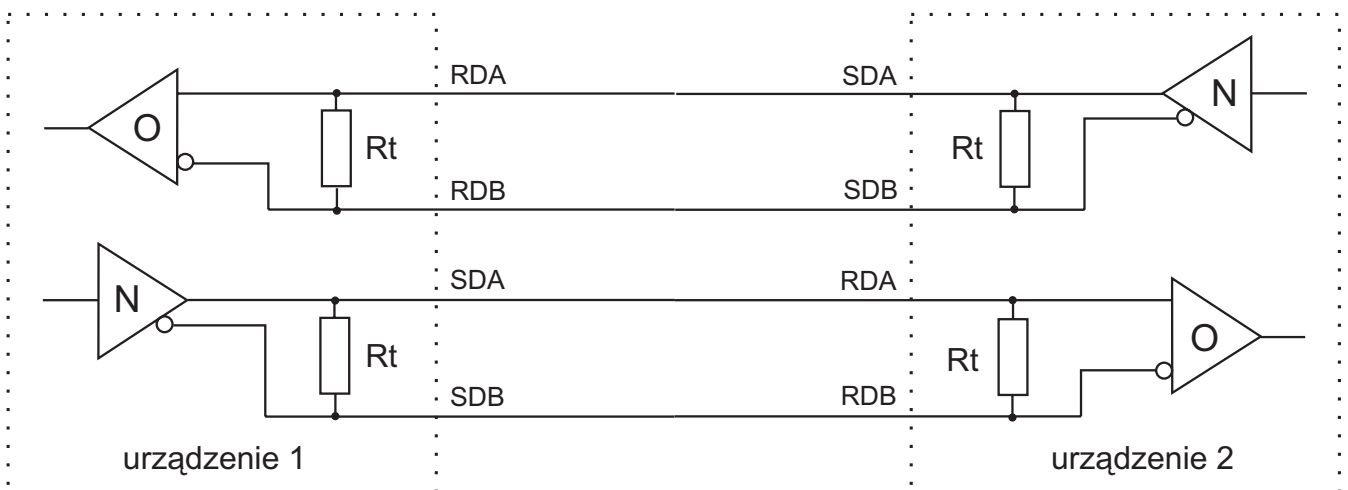 RDA SDA
O Rt Rt N
RDB SDB
SDA RDA
N Rt Rt O
SDB RDB
urządzenie 1 urządzenie 2